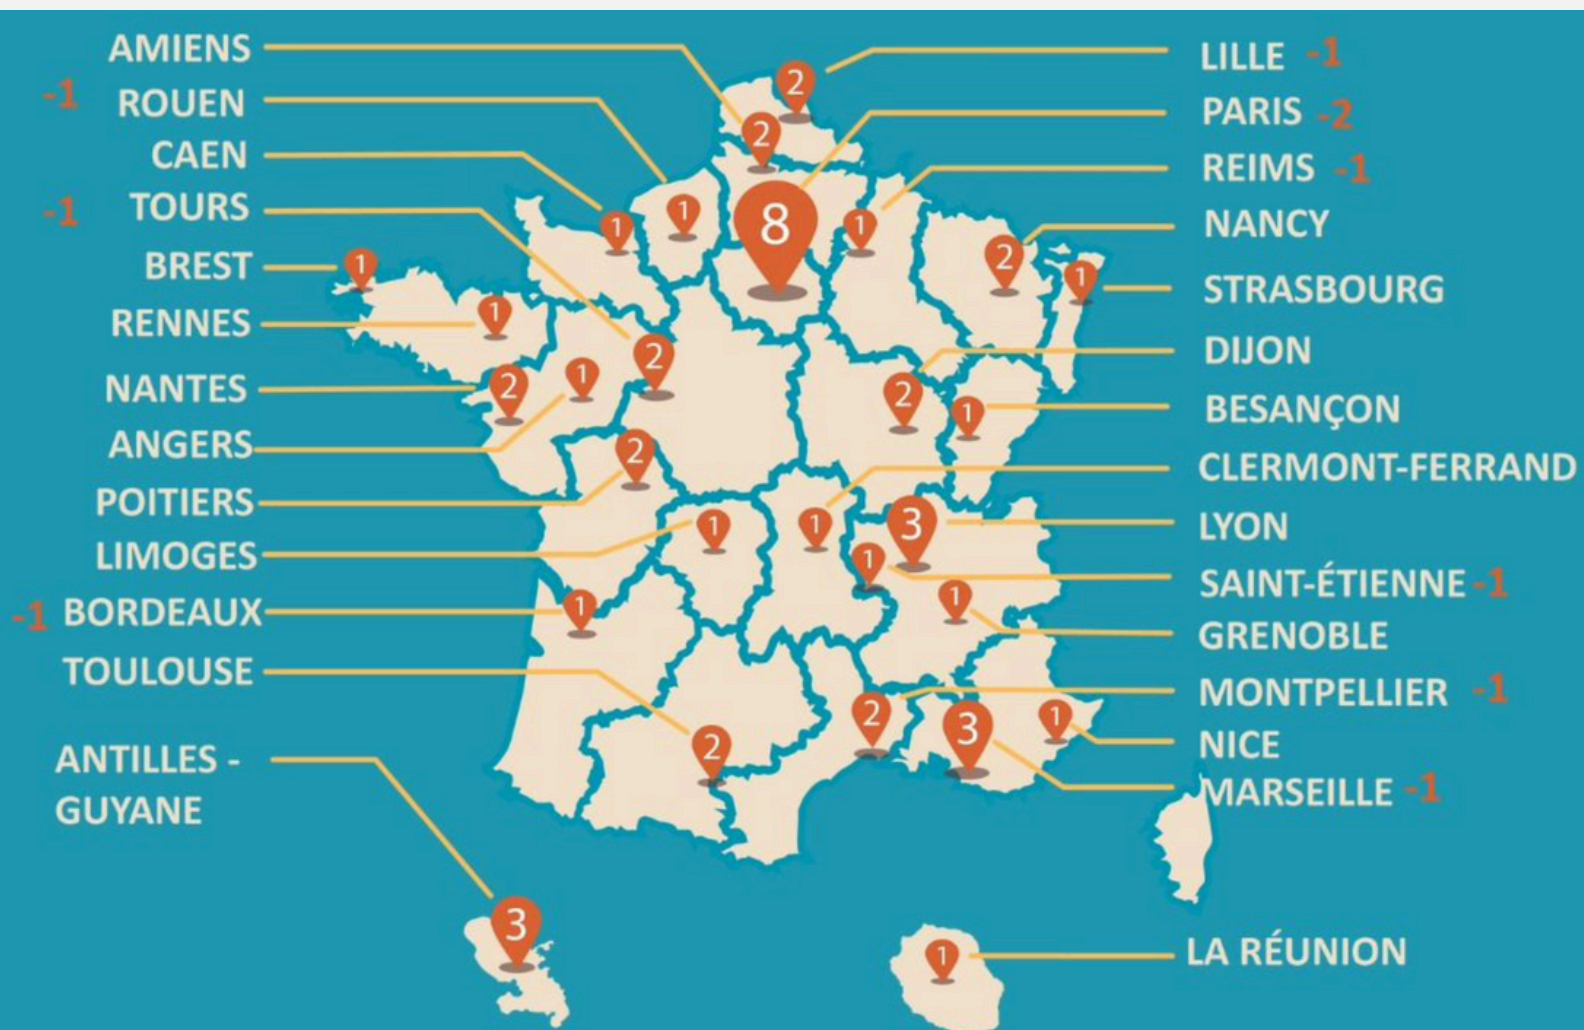 AMIENS
-1 ROUEN
CAEN
-1 TOURS
BREST
RENNES
NANTES
ANGERS
POITIERS
LIMOGES
-1 BORDEAUX
TOULOUSE
ANTILLES -
GUYANE
2
2
1
1
8
1
2
1
1
1
2
1
2
2
2
1
2
1
1
3
1
1
1
2
3
1
2
3
1
LILLE -1
PARIS -2
REIMS -1
NANCY
STRASBOURG
DIJON
BESANÇON
CLERMONT-FERRAND
LYON
SAINT-ÉTIENNE -1
GRENOBLE
MONTPELLIER -1
NICE
MARSEILLE -1
LA RÉUNION